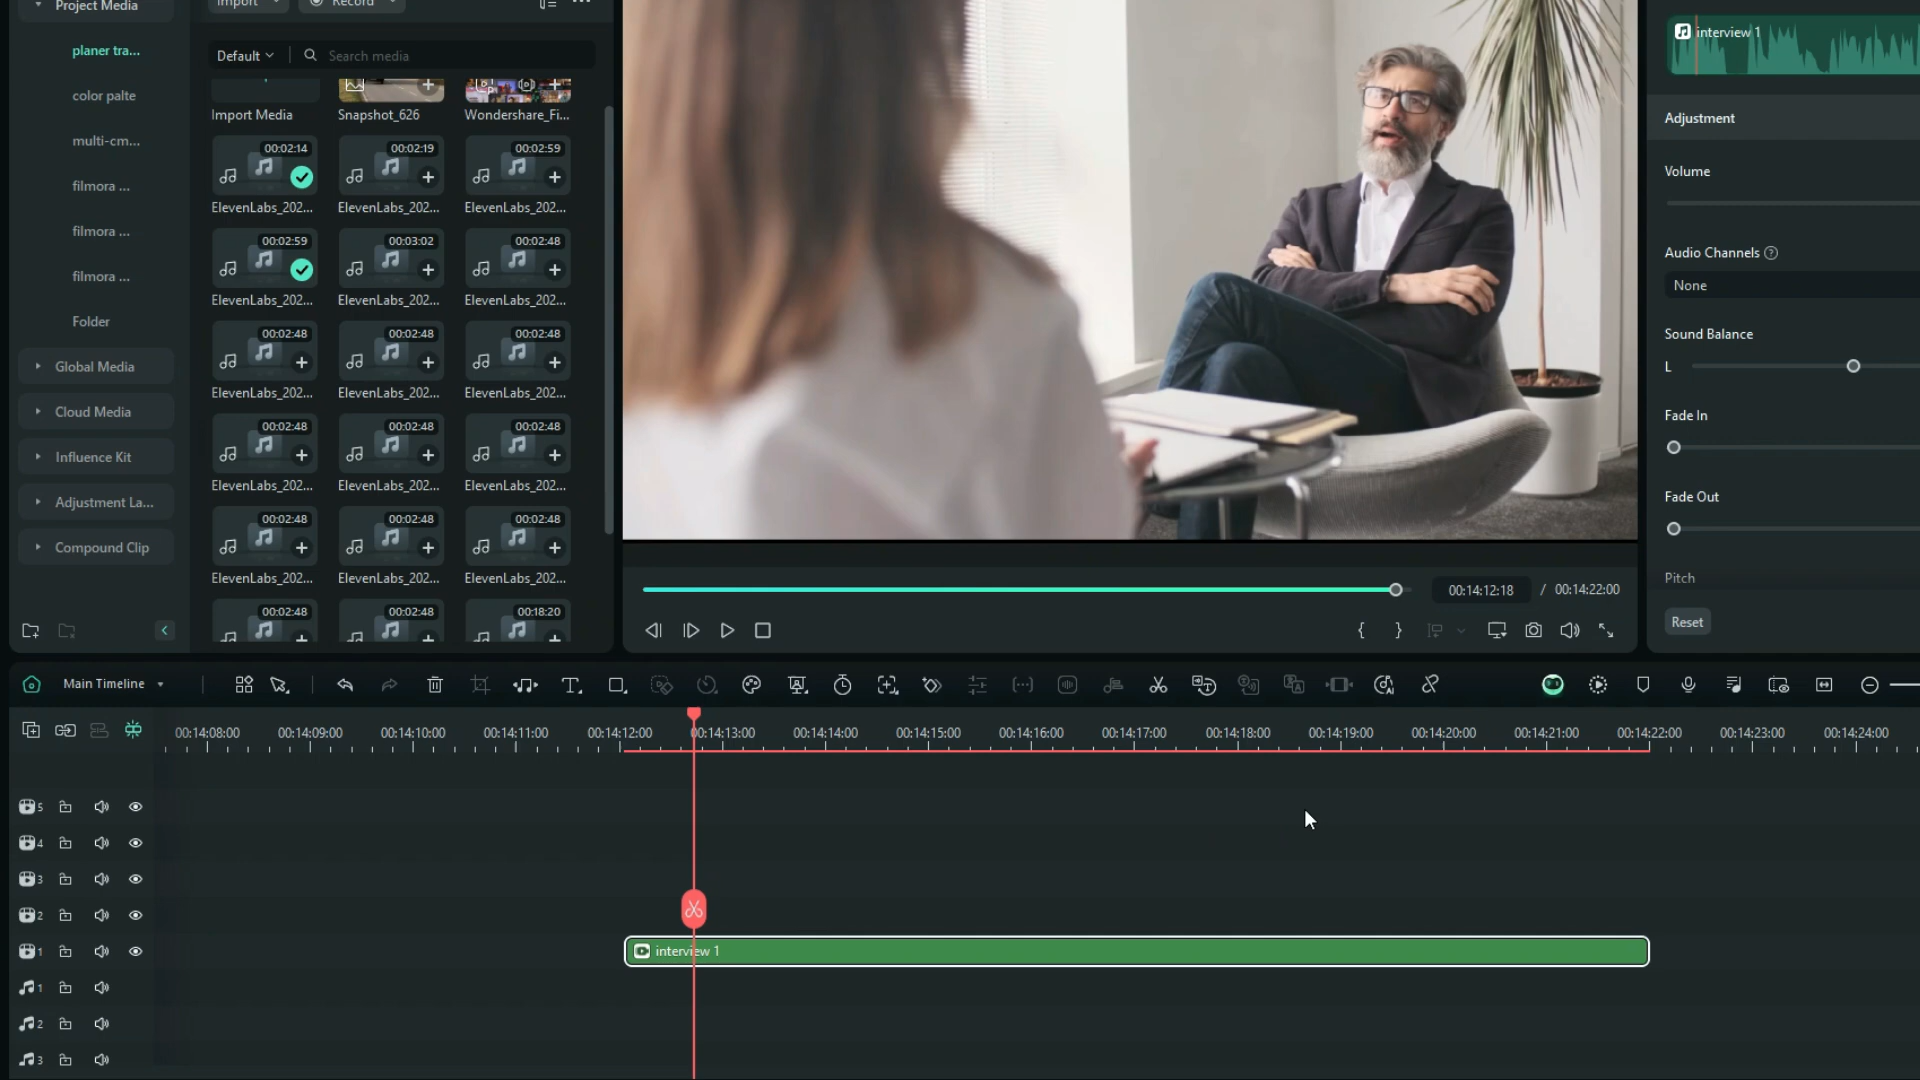 Project Media
planer tra...
color palte
multi-cm...
filmora ...
filmora ...
filmora ...
Folder
Global Media
Cloud Media
Influence Kit
Adjustment La...
Compound Clip
Import
Record
Default
Search media
Import Media
Snapshot_626
Wondershare_Fi...
00:02:14
00:02:19
00:02:59
ElevenLabs_202...
ElevenLabs_202...
ElevenLabs_202...
00:02:59
00:03:02
00:02:48
ElevenLabs_202...
ElevenLabs_202...
ElevenLabs_202...
00:02:48
00:02:48
00:02:48
ElevenLabs_202...
ElevenLabs_202...
ElevenLabs_202...
00:02:48
00:02:48
00:02:48
ElevenLabs_202...
ElevenLabs_202...
ElevenLabs_202...
00:02:48
00:02:48
00:02:48
ElevenLabs_202...
ElevenLabs_202...
ElevenLabs_202...
00:02:48
00:02:48
00:18:20
00:14:12:18 / 00:14:22:00
interview 1
Adjustment
Volume
Audio Channels
None
Sound Balance
L
Fade In
Fade Out
Pitch
Reset
Main Timeline
00:14:08:00 00:14:09:00 00:14:10:00 00:14:11:00 00:14:12:00 00:14:13:00 00:14:14:00 00:14:15:00 00:14:16:00 00:14:17:00 00:14:18:00 00:14:19:00 00:14:20:00 00:14:21:00 00:14:22:00 00:14:23:00 00:14:24:00
5
4
3
2
1
interview 1
1
2
3